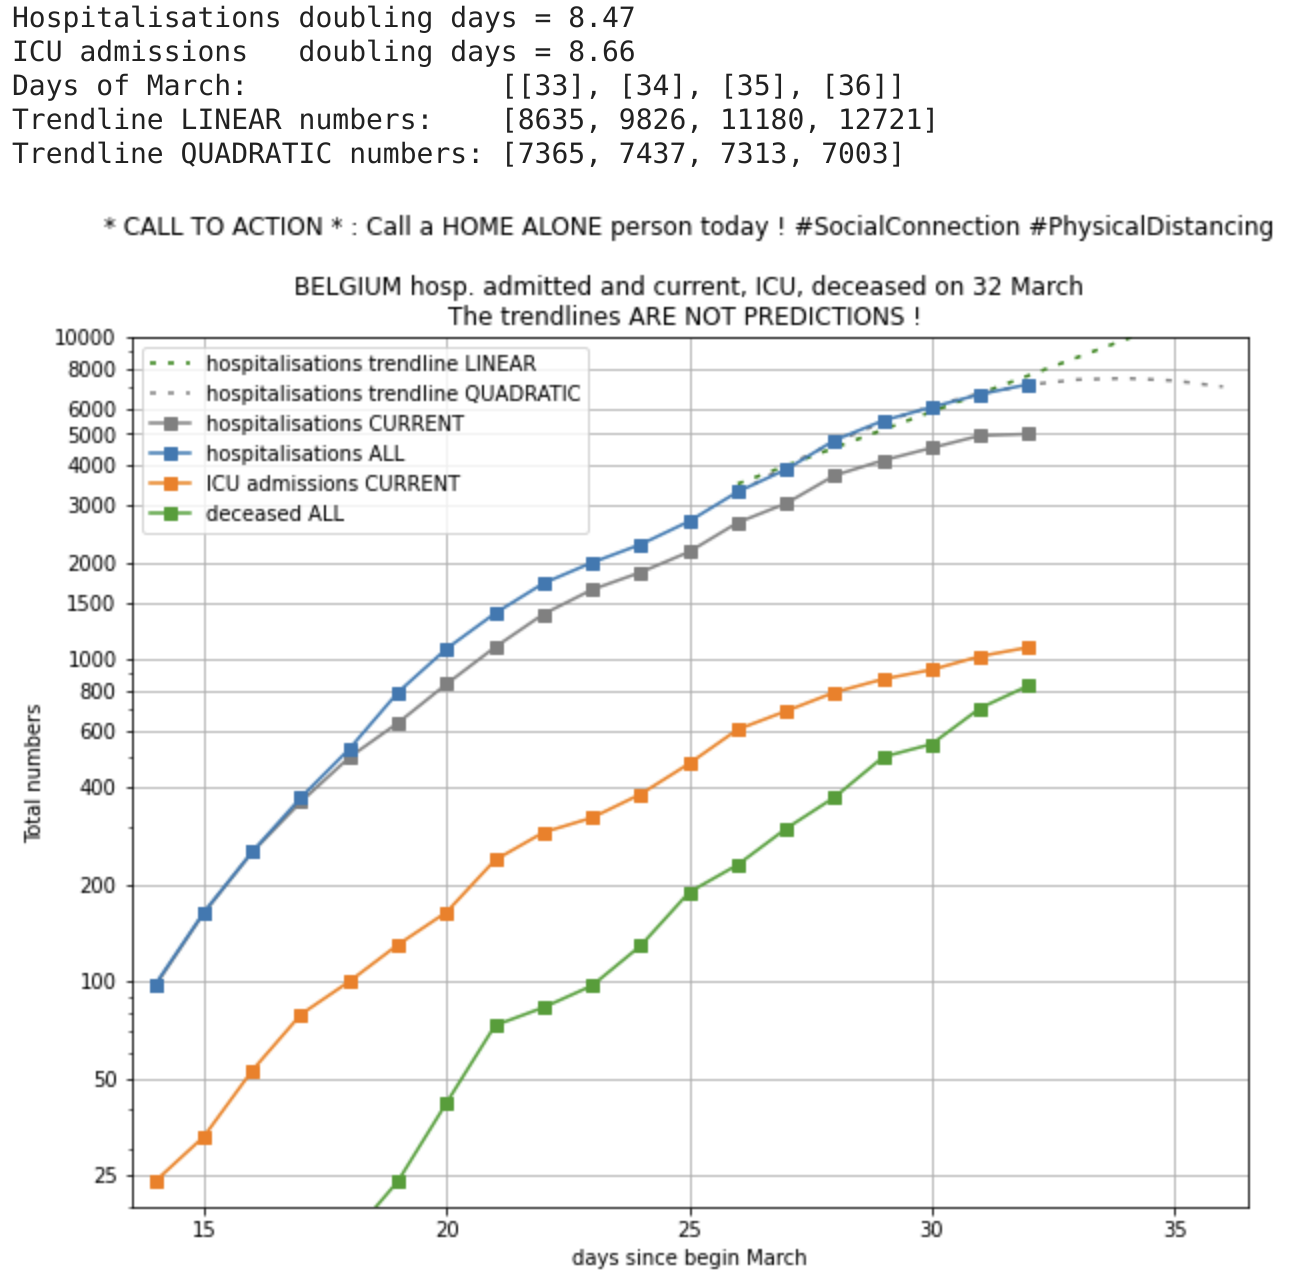 Hospitalisations doubling days = 8.47
ICU admissions   doubling days = 8.66
Days of March:               [[33], [34], [35], [36]]
Trendline LINEAR numbers:    [8635, 9826, 11180, 12721]
Trendline QUADRATIC numbers: [7365, 7437, 7313, 7003]
* CALL TO ACTION * : Call a HOME ALONE person today ! #SocialConnection #PhysicalDistancing
BELGIUM hosp. admitted and current, ICU, deceased on 32 March
The trendlines ARE NOT PREDICTIONS !
hospitalisations trendline LINEAR
hospitalisations trendline QUADRATIC
hospitalisations CURRENT
hospitalisations ALL
ICU admissions CURRENT
deceased ALL
10000
8000
6000
5000
4000
3000
2000
1500
1000
800
600
400
200
100
50
25
Total numbers
15
20
25
30
35
days since begin March